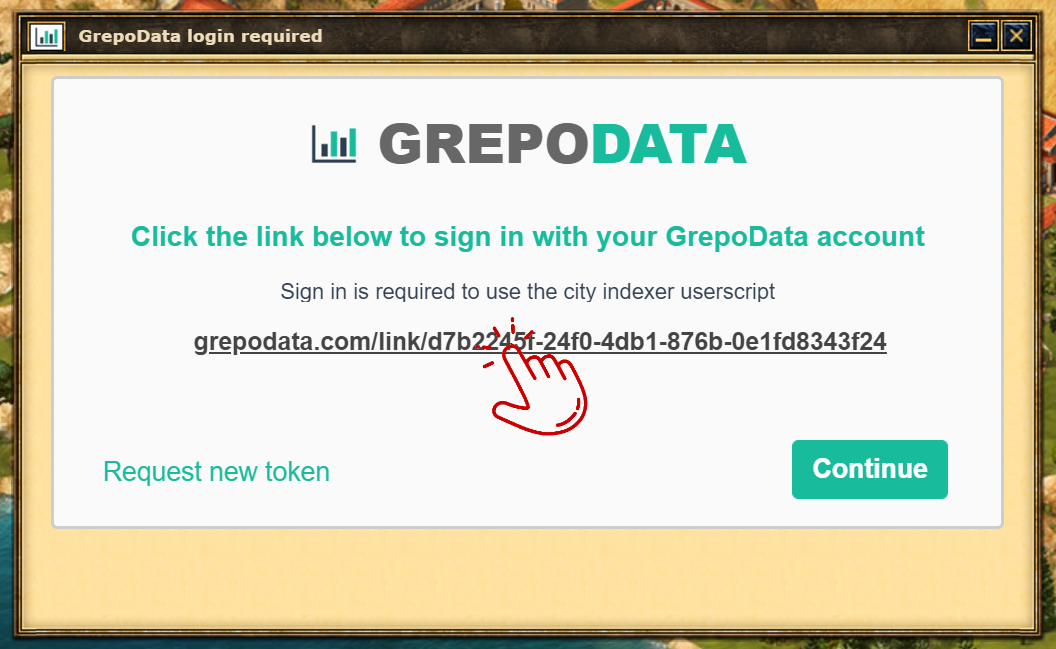 GrepoData login required
GREPODATA
Click the link below to sign in with your GrepoData account
Sign in is required to use the city indexer userscript
grepodata.com/link/d7b2245f-24f0-4db1-876b-0e1fd8343f24
Request new token
Continue